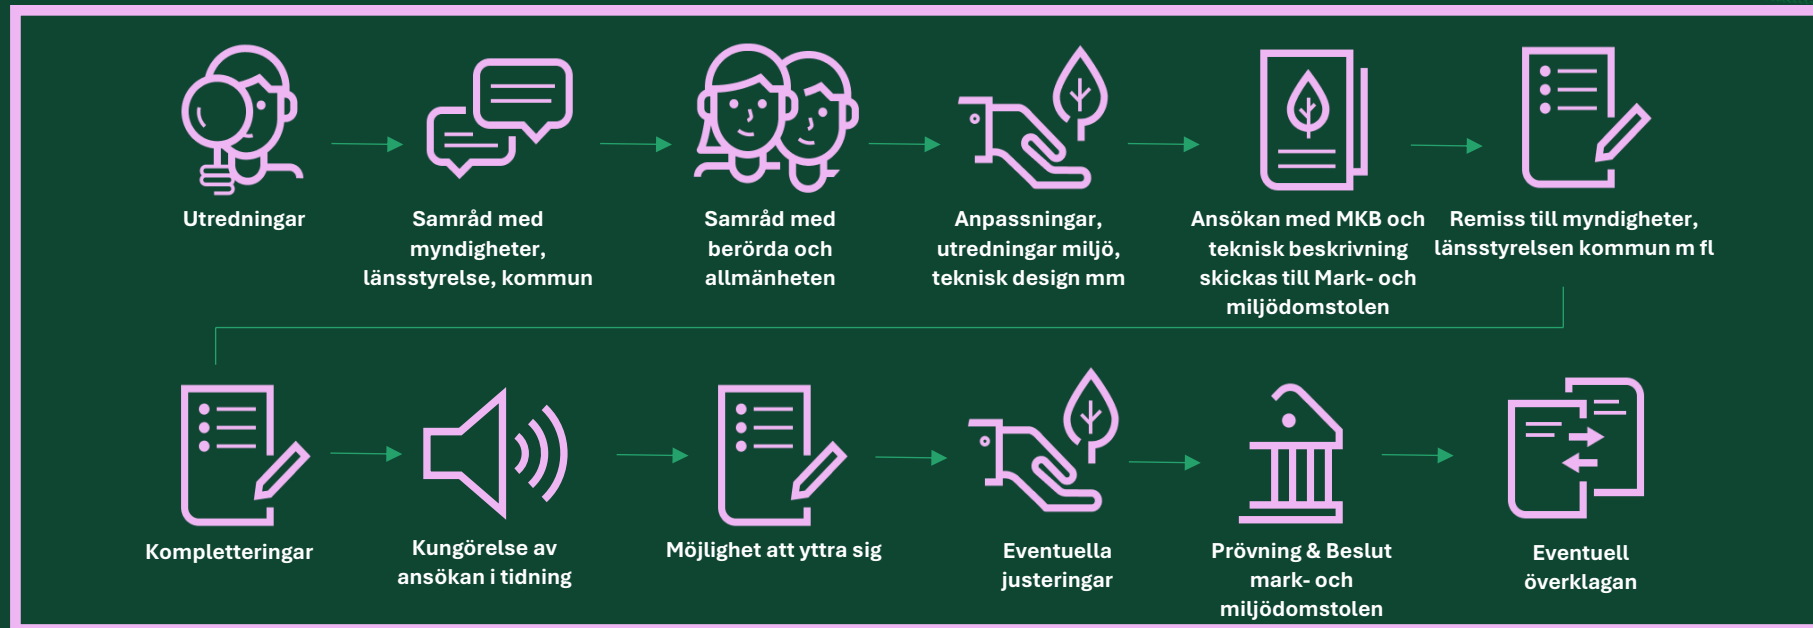 Utredningar
Samråd med
myndigheter,
länsstyrelse, kommun
Samråd med
berörda och
allmänheten
Anpassningar,
utredningar miljö,
teknisk design mm
Ansökan med MKB och
teknisk beskrivning
skickas till Mark- och
miljödomstolen
Remiss till myndigheter,
länsstyrelsen kommun m fl
Kompletteringar
Kungörelse av
ansökan i tidning
Möjlighet att yttra sig
Eventuella
justeringar
Prövning & Beslut
mark- och
miljödomstolen
Eventuell
överklagan